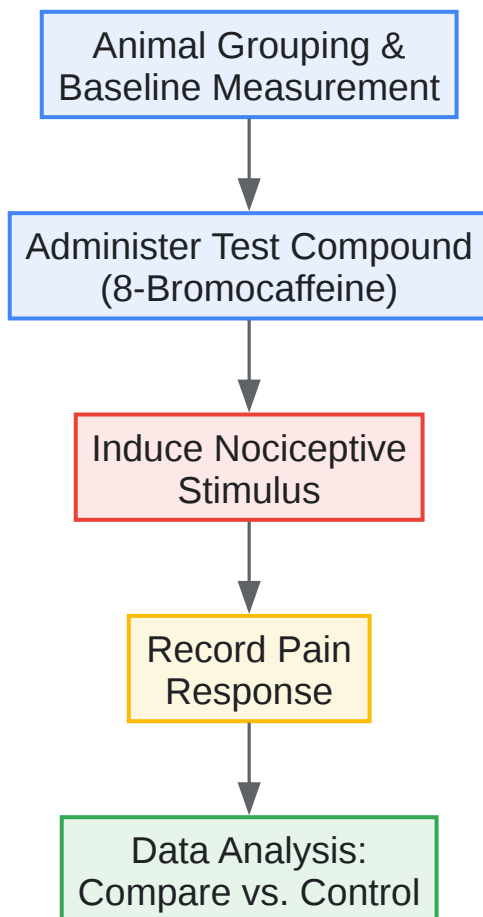 Animal Grouping &
Baseline Measurement
Administer Test Compound
(8-Bromocaffeine)
Induce Nociceptive
Stimulus
Record Pain
Response
Data Analysis:
Compare vs. Control